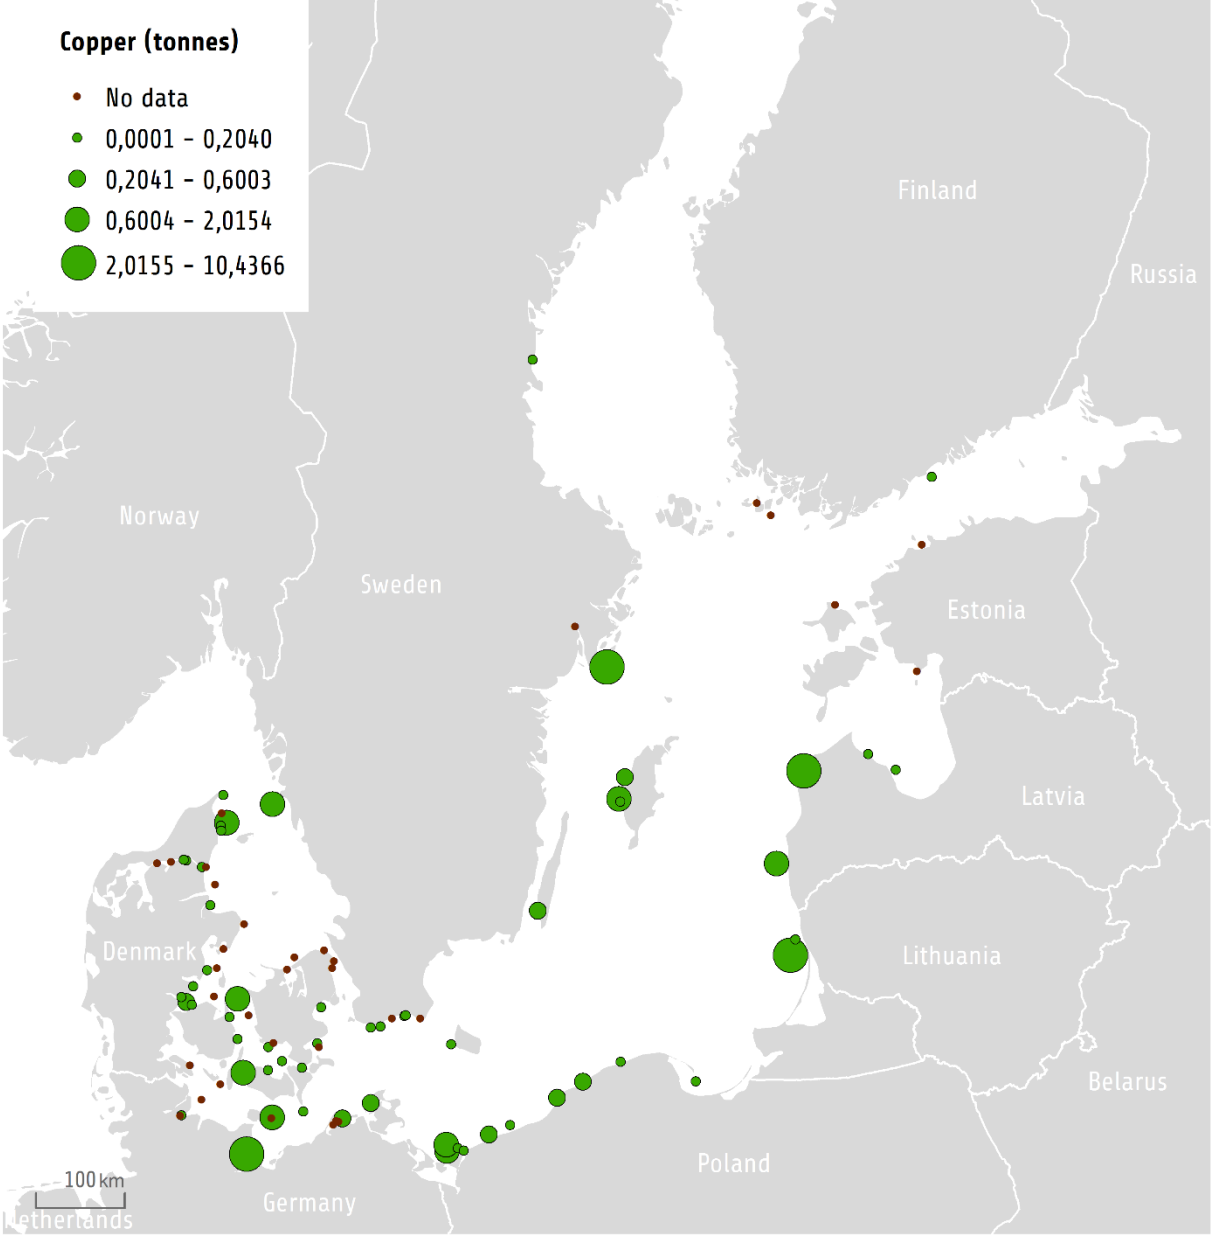 Copper (tonnes)
No data
0,0001 - 0,2040
0,2041 - 0,6003
0,6004 - 2,0154
2,0155 - 10,4366
Finland
Russia
Norway
Sweden
Estonia
Latvia
Denmark
Lithuania
Belarus
Poland
100 km
Germany
Netherlands